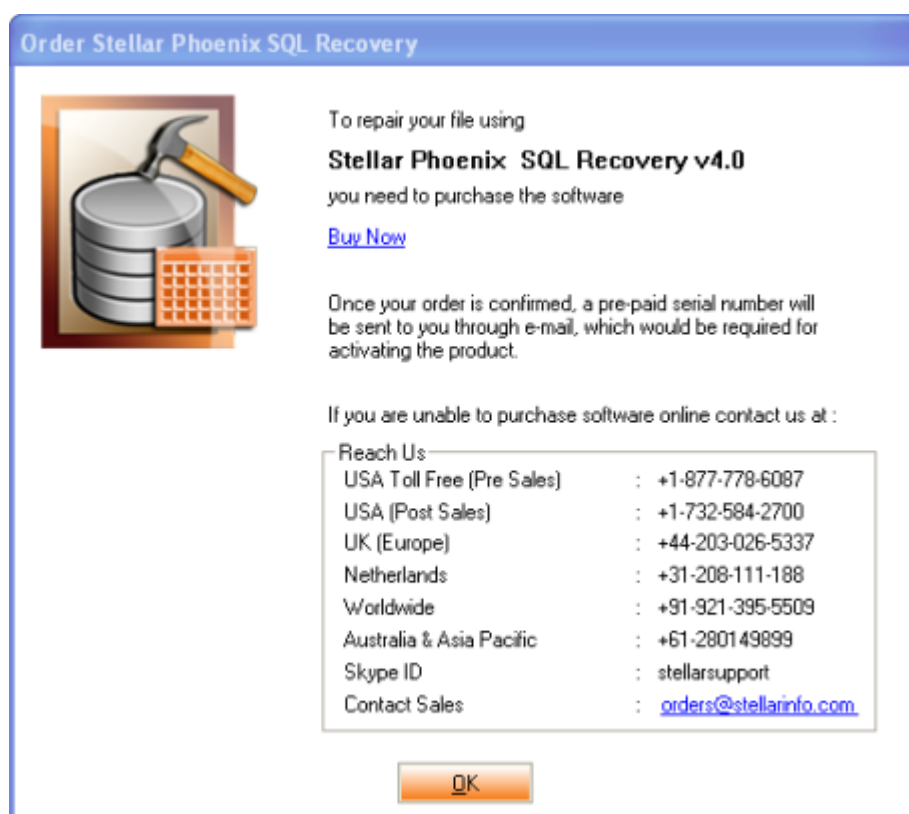 Order Stellar Phoenix SQL Recovery
To repair your file using
Stellar Phoenix SQL Recovery v4.0
you need to purchase the software
Buy Now
Once your order is confirmed, a pre-paid serial number will
be sent to you through e-mail, which would be required for
activating the product.
If you are unable to purchase software online contact us at :
Reach Us
USA Toll Free (Pre Sales) : +1-877-778-6087
USA (Post Sales) : +1-732-584-2700
UK (Europe) : +44-203-026-5337
Netherlands : +31-208-111-188
Worldwide : +91-921-395-5509
Australia & Asia Pacific : +61-280149899
Skype ID : stellarsupport
Contact Sales : orders@stellarinfo.com
OK